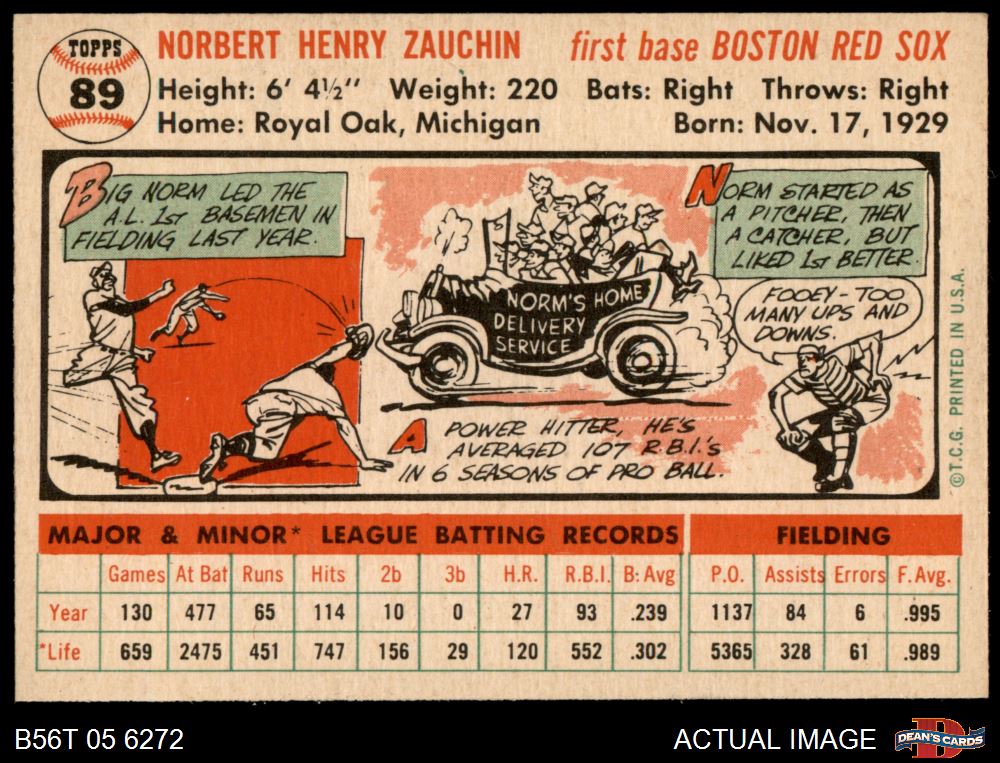 TOPPS
89
NORBERT HENRY ZAUCHIN first base BOSTON RED SOX
Height: 6' 4½" Weight: 220 Bats: Right Throws: Right
Home: Royal Oak, Michigan Born: Nov. 17, 1929
BIG NORM LED THE
A.L. 1ST BASEMEN IN
FIELDING LAST YEAR.
NORM'S HOME
DELIVERY
SERVICE
A POWER HITTER, HE'S
AVERAGED 107 R.B.I.'s
IN 6 SEASONS OF PRO BALL.
NORM STARTED AS
A PITCHER, THEN
A CATCHER, BUT
LIKED 1ST BETTER.
FOOEY - TOO
MANY UPS AND
DOWNS.
©T.C.G. PRINTED IN U.S.A.
MAJOR & MINOR* LEAGUE BATTING RECORDS FIELDING
Games At Bat Runs Hits 2b 3b H.R. R.B.I. B: Avg P.O. Assists Errors F. Avg.
Year 130 477 65 114 10 0 27 93 .239 1137 84 6 .995
*Life 659 2475 451 747 156 29 120 552 .302 5365 328 61 .989
B56T 05 6272 ACTUAL IMAGE D DEAN'S CARDS